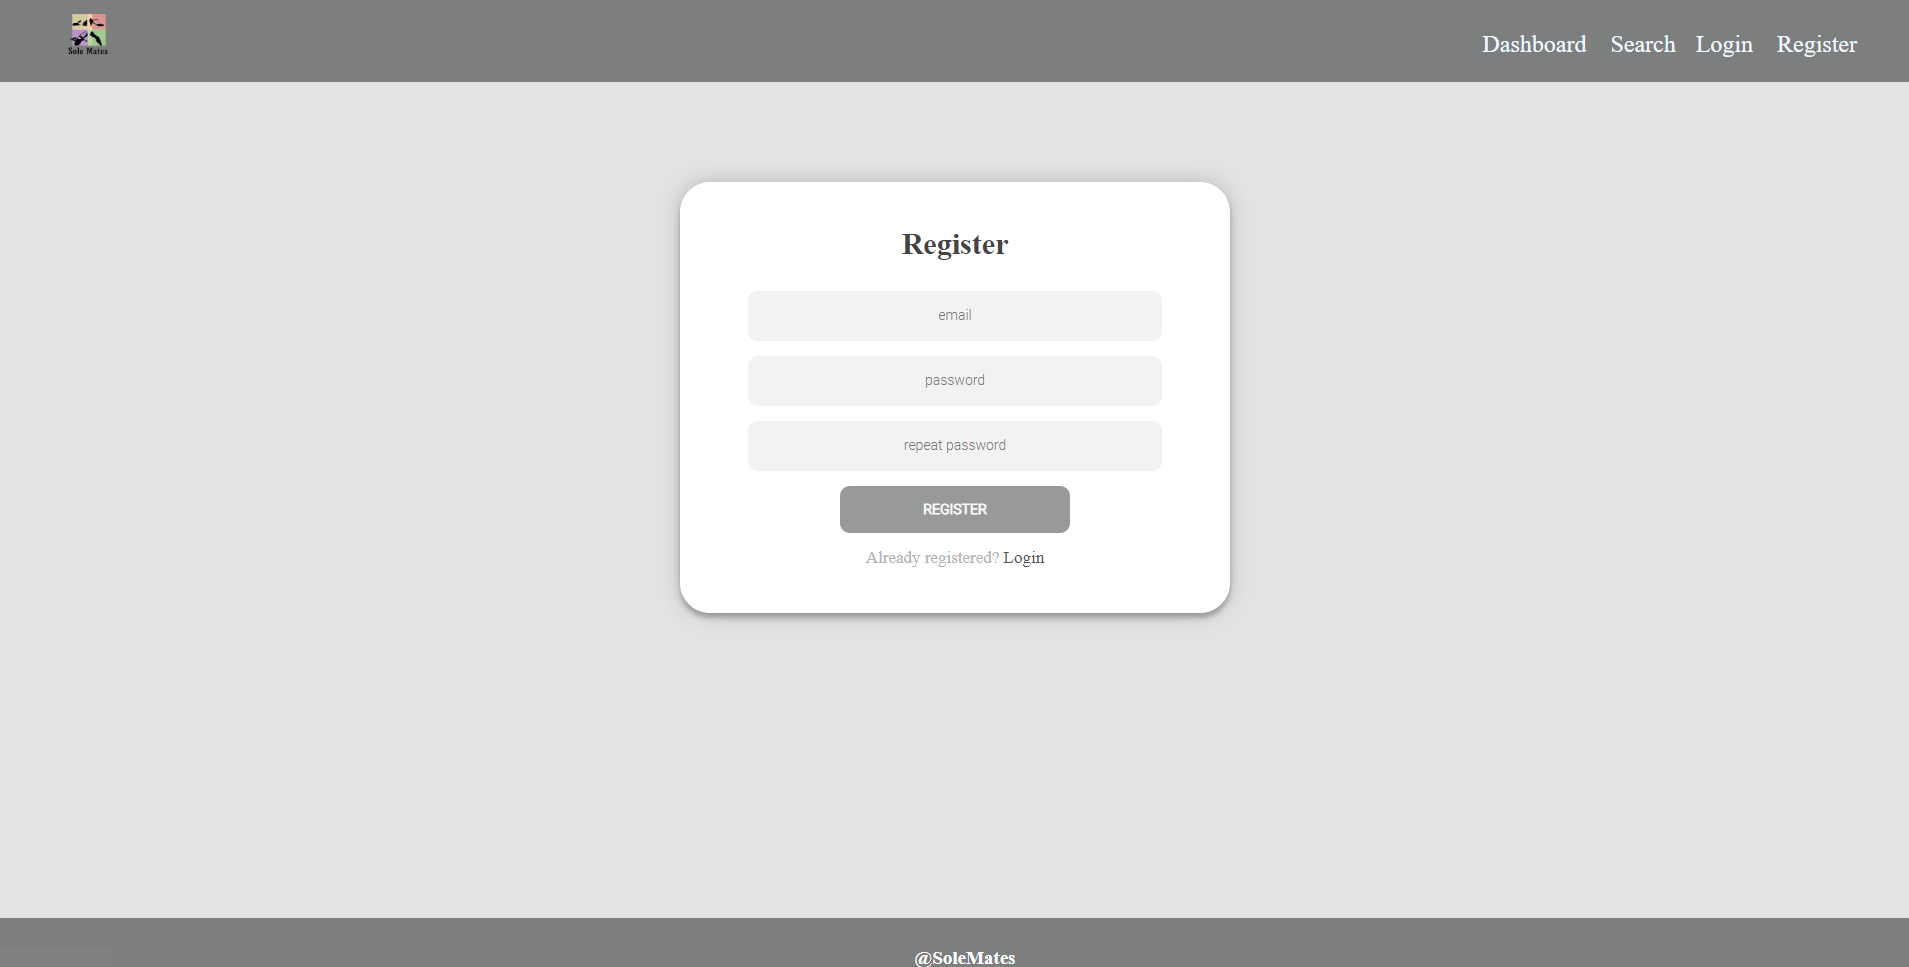 Sole Mates
Dashboard Search Login Register
Register
email
password
repeat password
REGISTER
Already registered? Login
@SoleMates